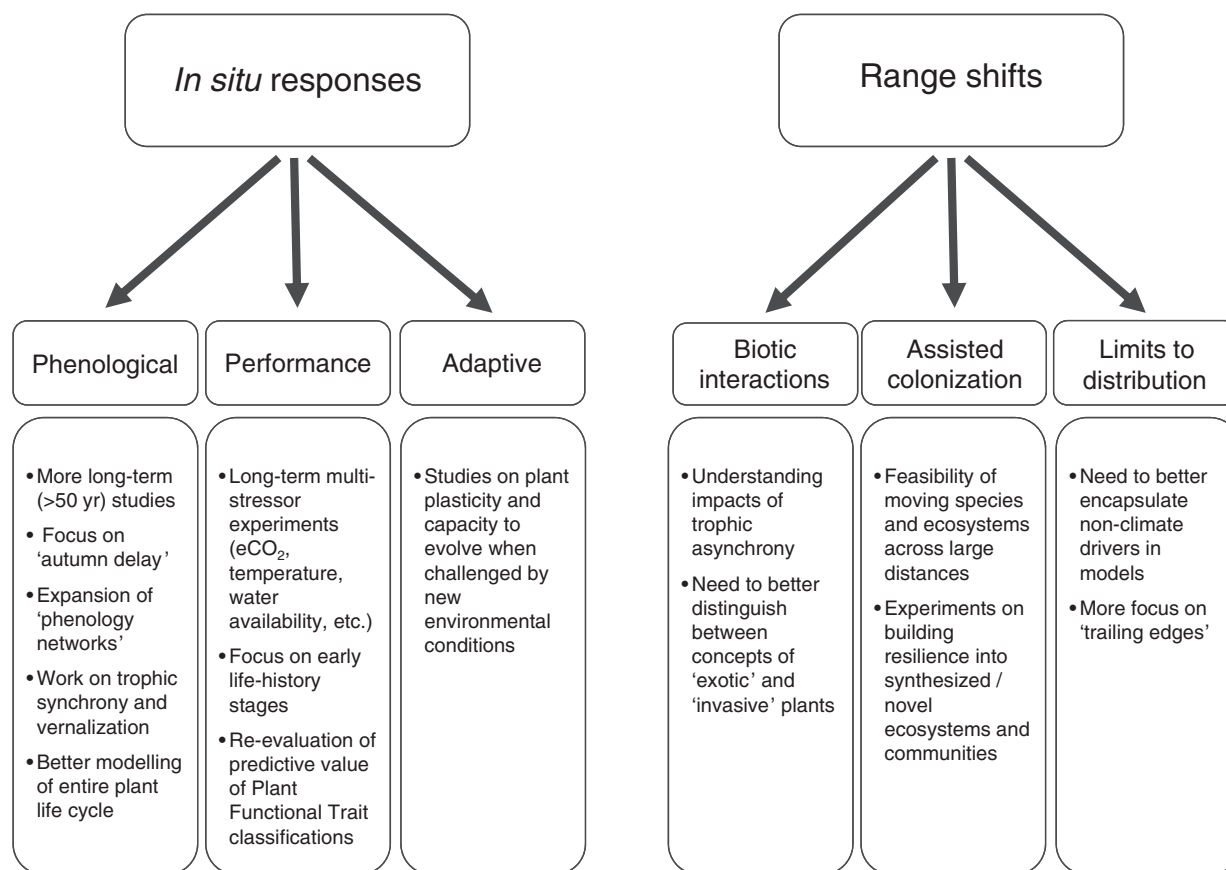 In situ responses
Phenological
•More long-term
(>50 yr) studies
• Focus on
‘autumn delay’
•Expansion of
‘phenology
networks’
•Work on trophic
synchrony and
vernalization
•Better modelling
of entire plant
life cycle
Performance
•Long-term multi-
stressor
experiments
(eCO₂,
temperature,
water
availability, etc.)
•Focus on early
life-history
stages
•Re-evaluation of
predictive value
of Plant
Functional Trait
classifications
Adaptive
•Studies on plant
plasticity and
capacity to
evolve when
challenged by
new
environmental
conditions
Range shifts
Biotic
interactions
•Understanding
impacts of
trophic
asynchrony
•Need to better
distinguish
between
concepts of
‘exotic’ and
‘invasive’ plants
Assisted
colonization
•Feasibility of
moving species
and ecosystems
across large
distances
•Experiments on
building
resilience into
synthesized /
novel
ecosystems and
communities
Limits to
distribution
•Need to better
encapsulate
non-climate
drivers in
models
•More focus on
‘trailing edges’